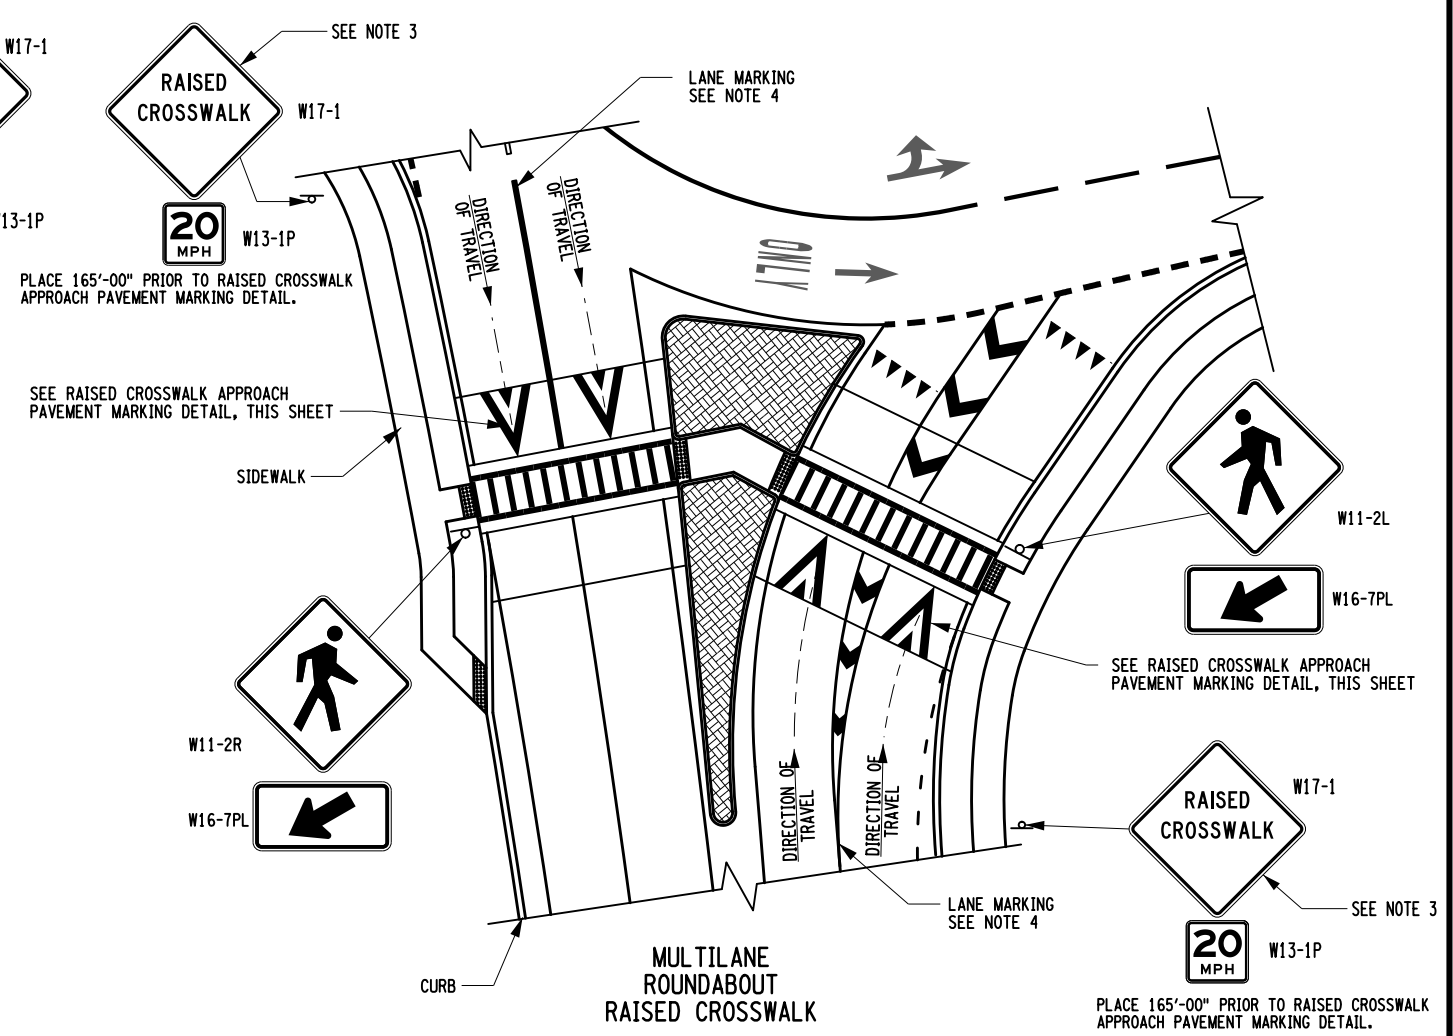 W17-1
SEE NOTE 3
RAISED
CROSSWALK
W17-1
LANE MARKING
SEE NOTE 4
20
MPH
W13-1P
13-1P
PLACE 165'-00" PRIOR TO RAISED CROSSWALK
APPROACH PAVEMENT MARKING DETAIL.
DIRECTION
OF TRAVEL
DIRECTION
OF TRAVEL
ONLY
SEE RAISED CROSSWALK APPROACH
PAVEMENT MARKING DETAIL, THIS SHEET
SIDEWALK
W11-2L
W16-7PL
SEE RAISED CROSSWALK APPROACH
PAVEMENT MARKING DETAIL, THIS SHEET
W11-2R
W16-7PL
DIRECTION OF
TRAVEL
DIRECTION OF
TRAVEL
RAISED
CROSSWALK
W17-1
LANE MARKING
SEE NOTE 4
SEE NOTE 3
20
MPH
W13-1P
CURB
MULTILANE
ROUNDABOUT
RAISED CROSSWALK
PLACE 165'-00" PRIOR TO RAISED CROSSWALK
APPROACH PAVEMENT MARKING DETAIL.